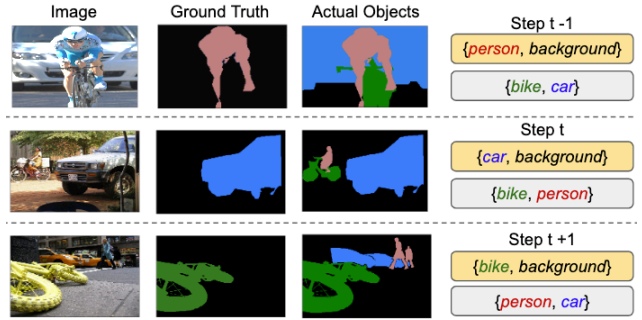 Image Ground Truth Actual Objects
Step t -1
{person, background}
{bike, car}
Step t
{car, background}
{bike, person}
Step t +1
{bike, background}
{person, car}